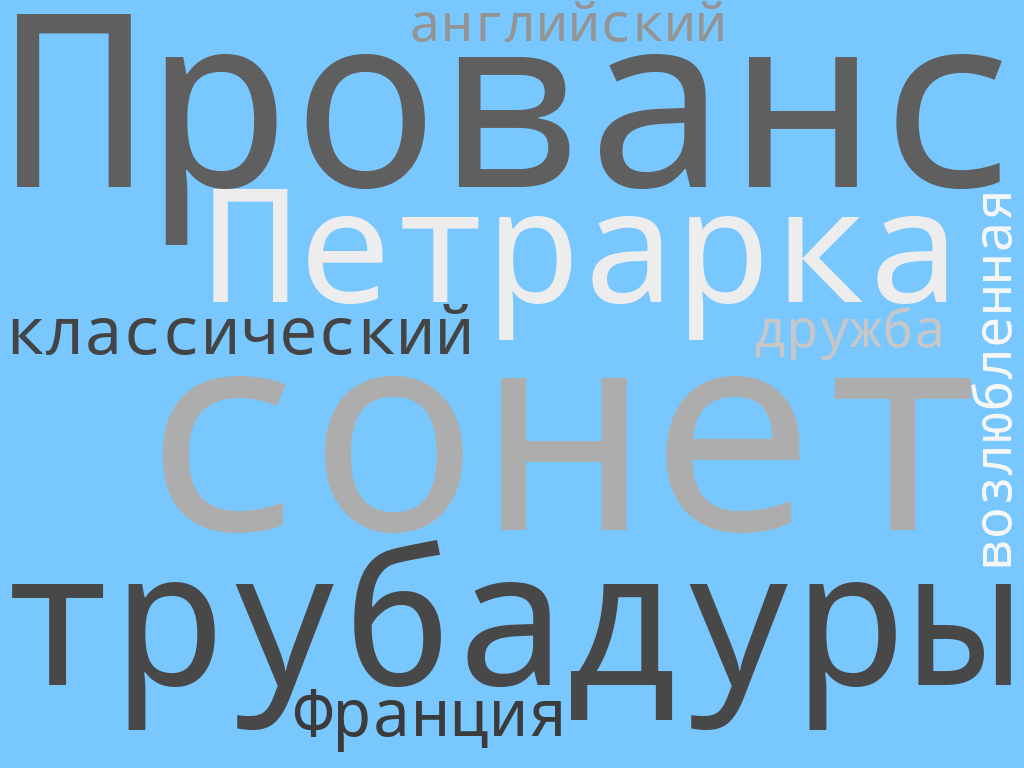 английский
Прованс
Петрарка
возлюбленная
классический
дружба
сонет
трубадуры
Франция